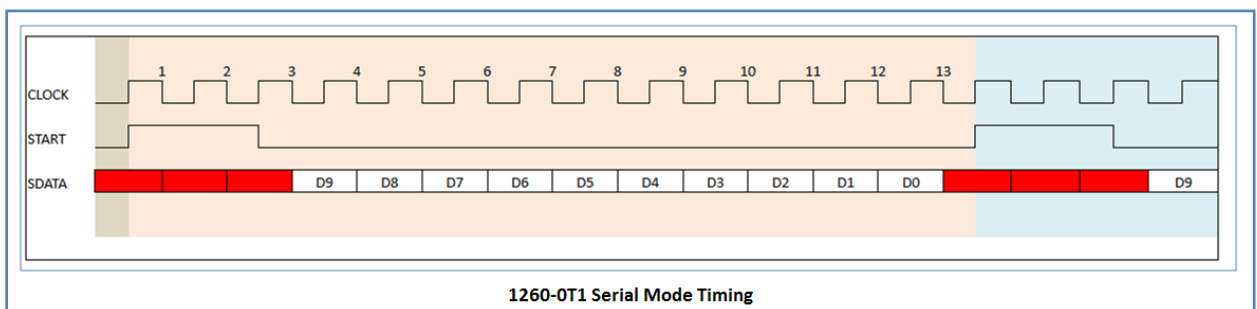 1 2 3 4 5 6 7 8 9 10 11 12 13
CLOCK
START
SDATA D9 D8 D7 D6 D5 D4 D3 D2 D1 D0 D9
1260-0T1 Serial Mode Timing